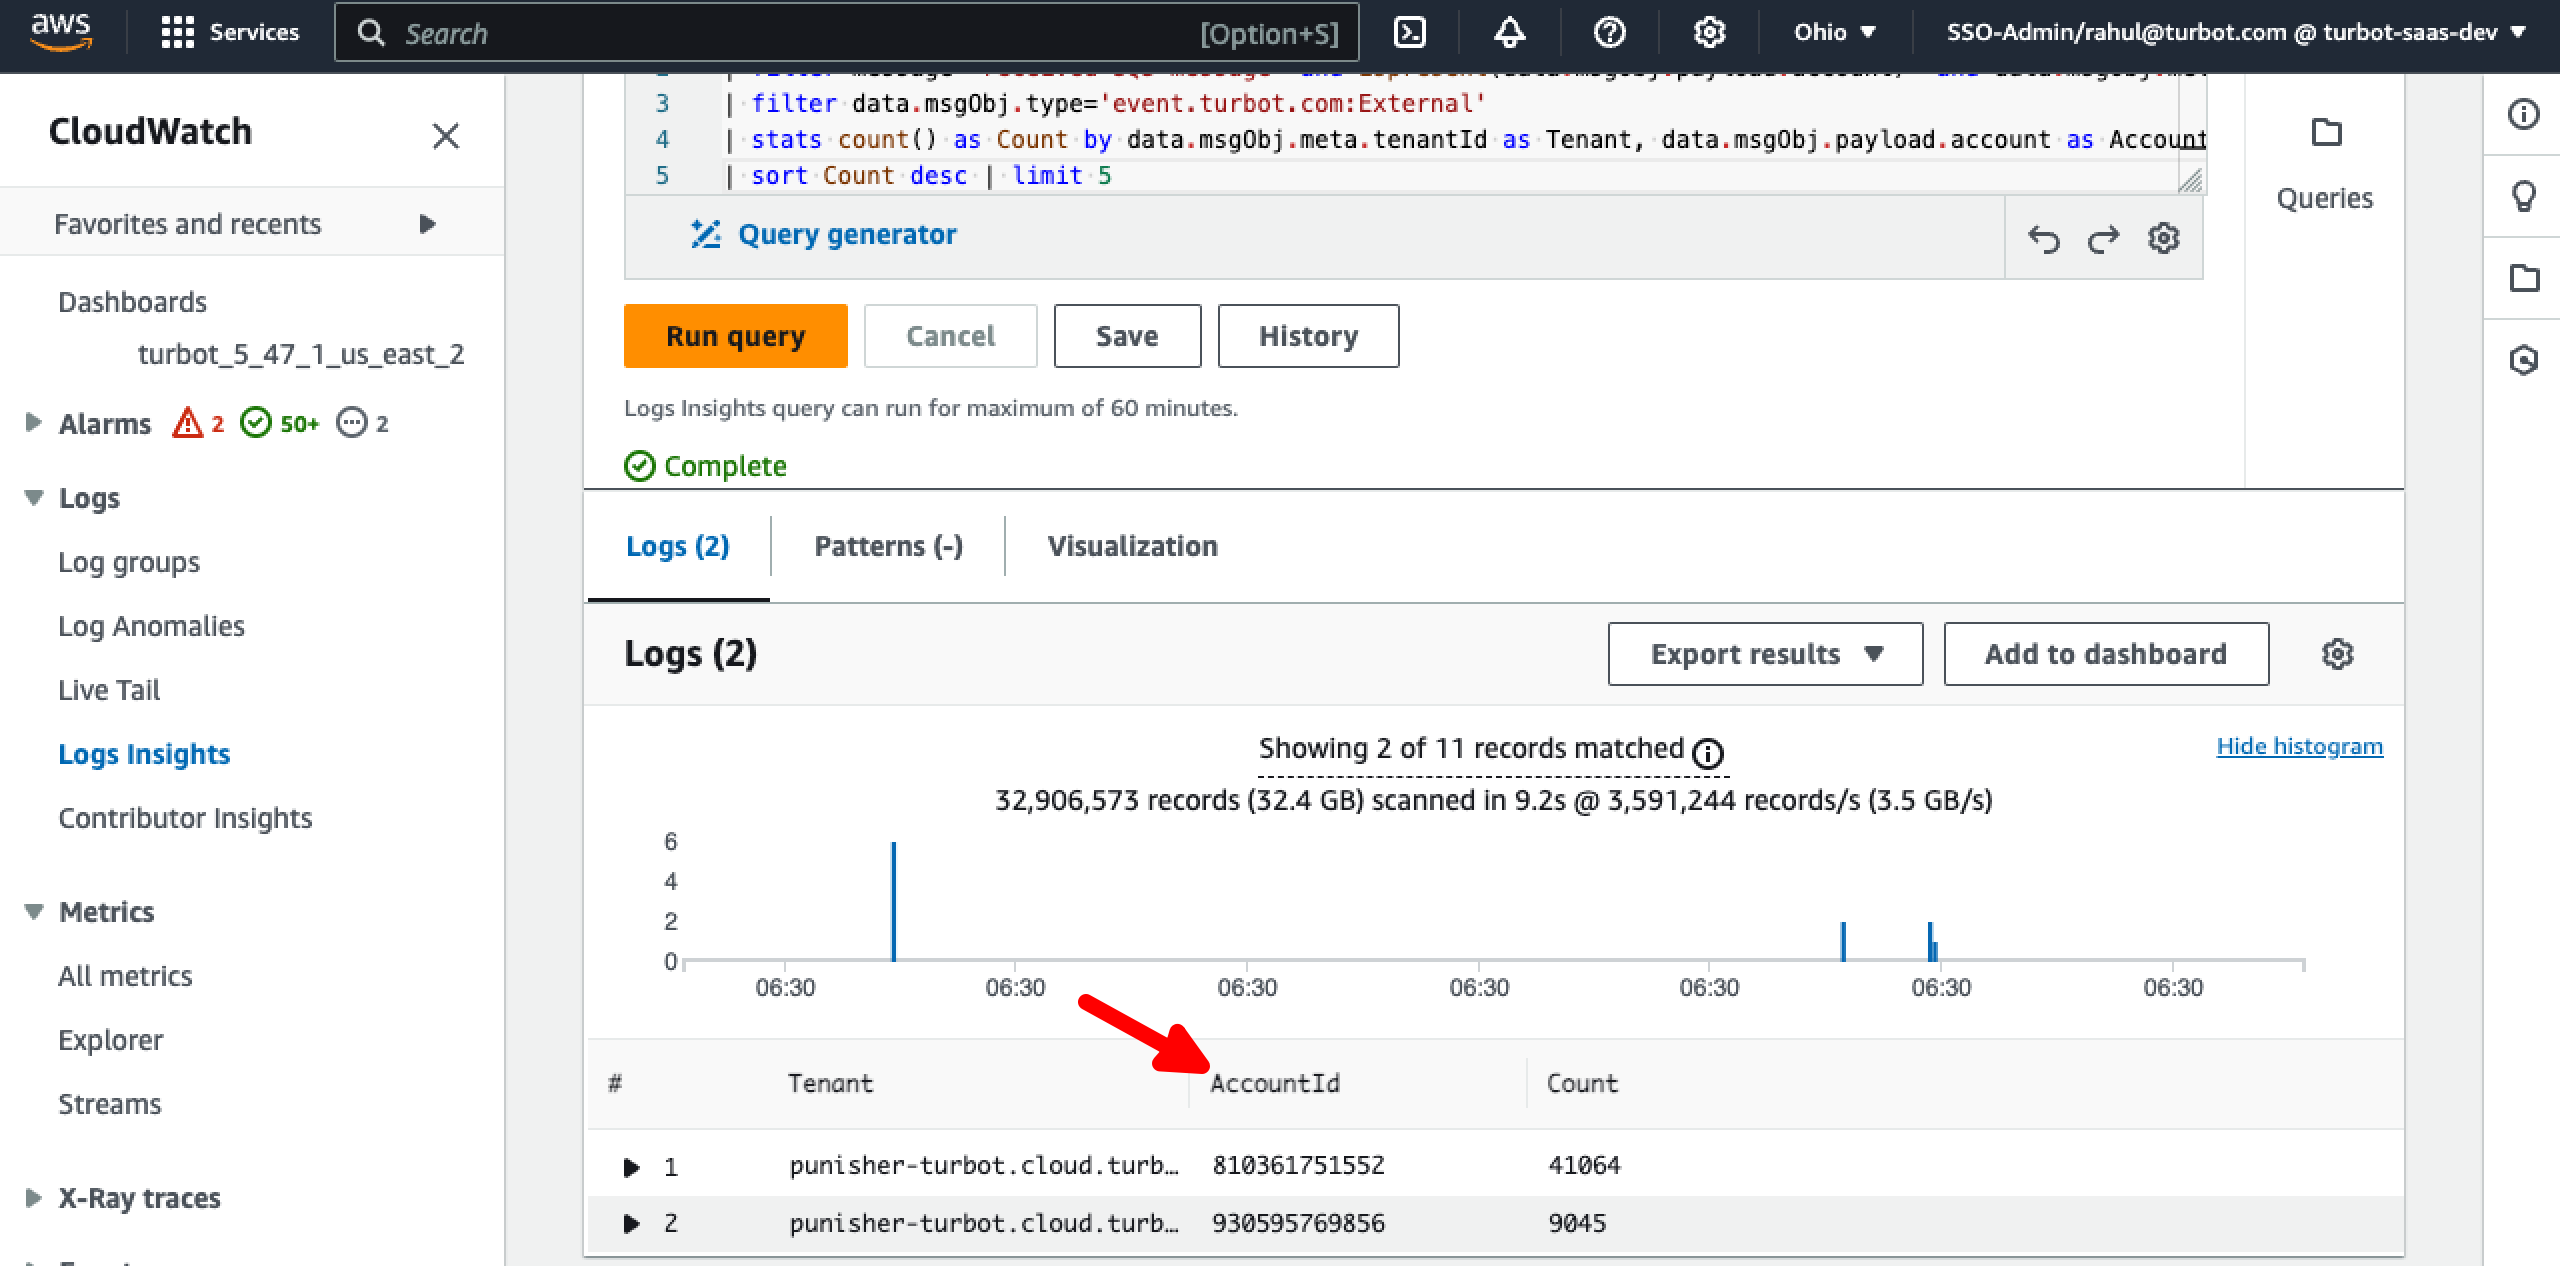 aws
Services
Search
[Option+S]
Ohio
SSO-Admin/rahul@turbot.com @ turbot-saas-dev
CloudWatch
Favorites and recents
Dashboards
turbot_5_47_1_us_east_2
Alarms 2 50+ 2
Logs
Log groups
Log Anomalies
Live Tail
Logs Insights
Contributor Insights
Metrics
All metrics
Explorer
Streams
X-Ray traces
3 | filter data.msgObj.type='event.turbot.com:External'
4 | stats count() as Count by data.msgObj.meta.tenantId as Tenant, data.msgObj.payload.account as Account
5 | sort Count desc | limit 5
Query generator
Queries
Run query
Cancel
Save
History
Logs Insights query can run for maximum of 60 minutes.
Complete
Logs (2)
Patterns (-)
Visualization
Logs (2)
Export results
Add to dashboard
Showing 2 of 11 records matched
Hide histogram
32,906,573 records (32.4 GB) scanned in 9.2s @ 3,591,244 records/s (3.5 GB/s)
6
4
2
0
06:30 06:30 06:30 06:30 06:30 06:30 06:30
# Tenant AccountId Count
1 punisher-turbot.cloud.turb… 810361751552 41064
2 punisher-turbot.cloud.turb… 930595769856 9045